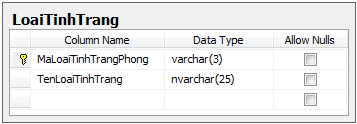 LoaiTinhTrang
Column Name Data Type Allow Nulls
MaLoaiTinhTrangPhong varchar(3)
TenLoaiTinhTrang nvarchar(25)